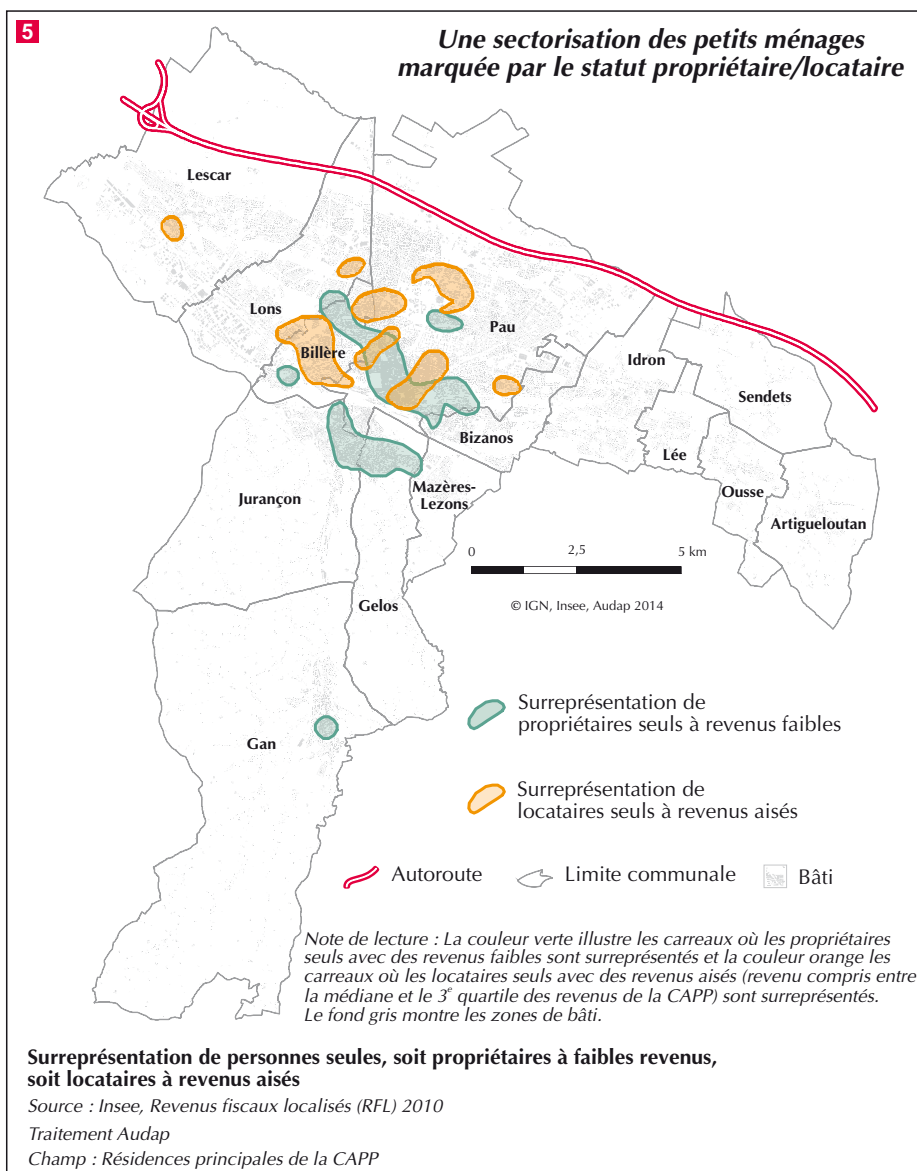 5
Une sectorisation des petits ménages
marquée par le statut propriétaire/locataire
Lescar
Lons
Pau
Billère
Idron
Sendets
Bizanos
Lée
Jurançon
Mazères-
Lezons
Ousse
Artigueloutan
0 2,5 5 km
© IGN, Insee, Audap 2014
Gelos
Gan
Surreprésentation de
propriétaires seuls à revenus faibles
Surreprésentation de
locataires seuls à revenus aisés
Autoroute Limite communale Bâti
Note de lecture : La couleur verte illustre les carreaux où les propriétaires
seuls avec des revenus faibles sont surreprésentés et la couleur orange les
carreaux où les locataires seuls avec des revenus aisés (revenu compris entre
la médiane et le 3e quartile des revenus de la CAPP) sont surreprésentés.
Le fond gris montre les zones de bâti.
Surreprésentation de personnes seules, soit propriétaires à faibles revenus,
soit locataires à revenus aisés
Source : Insee, Revenus fiscaux localisés (RFL) 2010
Traitement Audap
Champ : Résidences principales de la CAPP